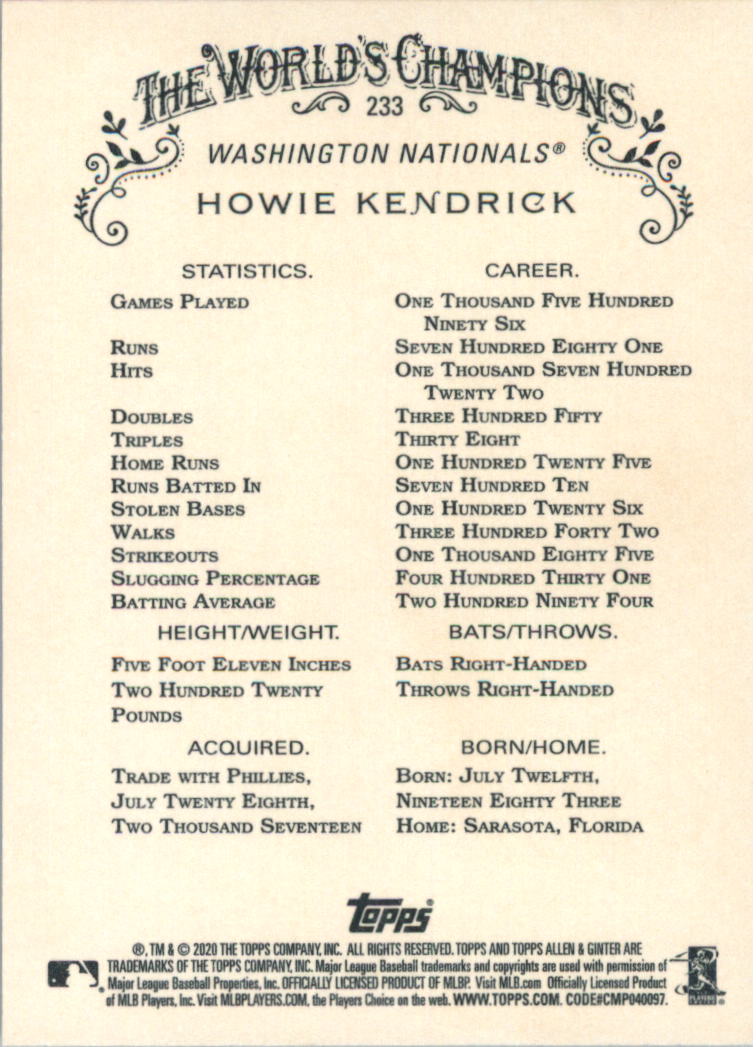 THE WORLD'S CHAMPIONS
233
WASHINGTON NATIONALS®
HOWIE KENDRICK
STATISTICS. CAREER.
GAMES PLAYED ONE THOUSAND FIVE HUNDRED
NINETY SIX
RUNS SEVEN HUNDRED EIGHTY ONE
HITS ONE THOUSAND SEVEN HUNDRED
TWENTY TWO
DOUBLES THREE HUNDRED FIFTY
TRIPLES THIRTY EIGHT
HOME RUNS ONE HUNDRED TWENTY FIVE
RUNS BATTED IN SEVEN HUNDRED TEN
STOLEN BASES ONE HUNDRED TWENTY SIX
WALKS THREE HUNDRED FORTY TWO
STRIKEOUTS ONE THOUSAND EIGHTY FIVE
SLUGGING PERCENTAGE FOUR HUNDRED THIRTY ONE
BATTING AVERAGE TWO HUNDRED NINETY FOUR
HEIGHT/WEIGHT. BATS/THROWS.
FIVE FOOT ELEVEN INCHES BATS RIGHT-HANDED
TWO HUNDRED TWENTY THROWS RIGHT-HANDED
POUNDS
ACQUIRED. BORN/HOME.
TRADE WITH PHILLIES, BORN: JULY TWELFTH,
JULY TWENTY EIGHTH, NINETEEN EIGHTY THREE
TWO THOUSAND SEVENTEEN HOME: SARASOTA, FLORIDA
topps®
®, TM & © 2020 THE TOPPS COMPANY, INC. ALL RIGHTS RESERVED. TOPPS AND TOPPS ALLEN & GINTER ARE
TRADEMARKS OF THE TOPPS COMPANY, INC. Major League Baseball trademarks and copyrights are used with permission of
Major League Baseball Properties, Inc. OFFICIALLY LICENSED PRODUCT OF MLBP. Visit MLB.com Officially Licensed Product
of MLB Players, Inc. Visit MLBPLAYERS.COM, the Players Choice on the web. WWW.TOPPS.COM. CODE#CMP040097.